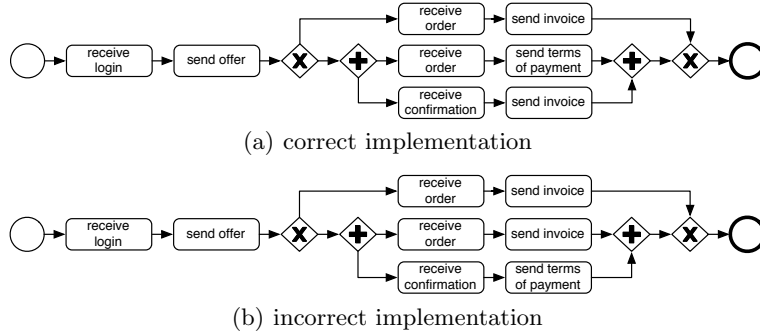 receive
order
send invoice
receive
login
send offer
receive
order
send terms
of payment
receive
confirmation
send invoice
(a) correct implementation
receive
order
send invoice
receive
login
send offer
receive
order
send invoice
receive
confirmation
send terms
of payment
(b) incorrect implementation